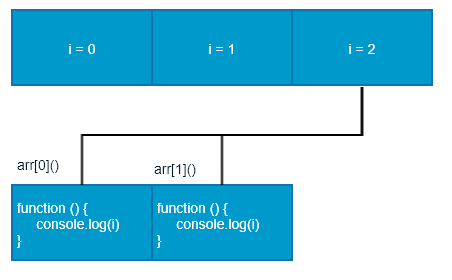 i = 0
i = 1
i = 2
arr[0]()
arr[1]()
function () {
console.log(i)
}
function () {
console.log(i)
}